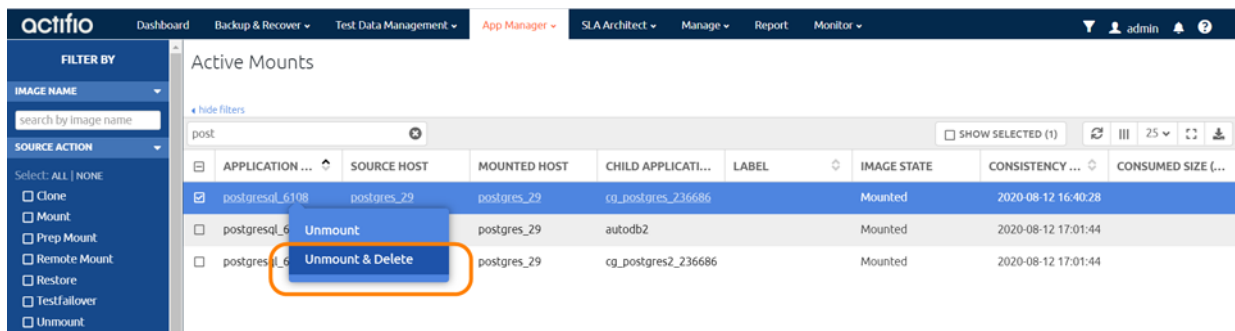 actifio Dashboard Backup & Recover Test Data Management App Manager SLA Architect Manage Report Monitor admin
FILTER BY
Active Mounts
IMAGE NAME
hide filters
search by image name
post SHOW SELECTED (1) 25
SOURCE ACTION
APPLICATION ... SOURCE HOST MOUNTED HOST CHILD APPLICATI... LABEL IMAGE STATE CONSISTENCY ... CONSUMED SIZE (...
Select: ALL | NONE
Clone
postgresql_6108 postgres_29 postgres_29 cg_postgres_236686 Mounted 2020-08-12 16:40:28
Mount
Prep Mount
postgresql_6 Unmount postgres_29 autodb2 Mounted 2020-08-12 17:01:44
Remote Mount
postgresql_6 Unmount & Delete postgres_29 cg_postgres2_236686 Mounted 2020-08-12 17:01:44
Restore
Testfailover
Unmount